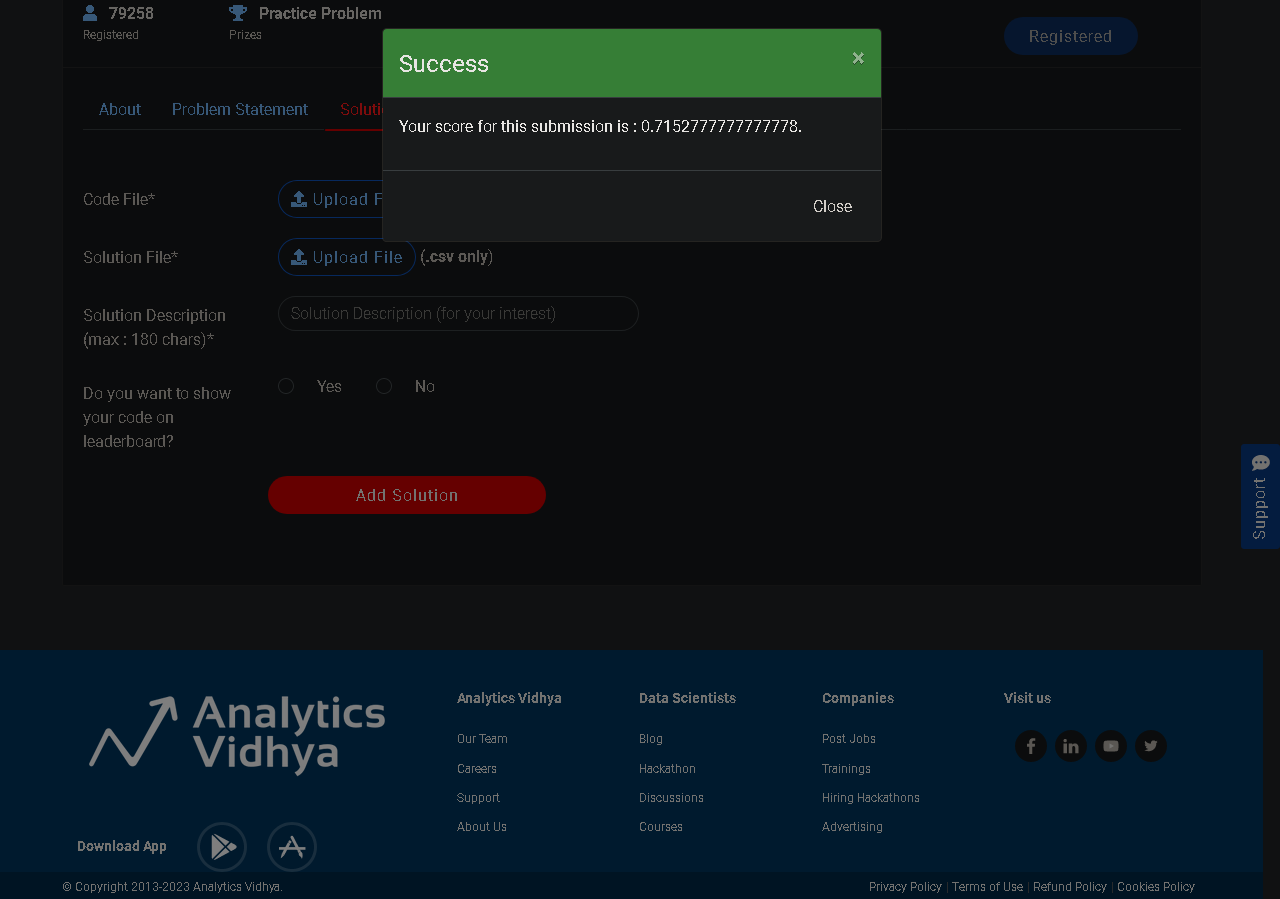 79258
Practice Problem
Registered
Prizes
Registered
Success
×
About
Problem Statement
Soluti
Your score for this submission is : 0.7152777777777778.
Code File*
Upload F
Close
Solution File*
Upload File
(.csv only)
Solution Description
(max : 180 chars)*
Solution Description (for your interest)
Do you want to show
your code on
leaderboard?
Yes
No
Add Solution
Support
Analytics
Vidhya
Download App
Analytics Vidhya
Our Team
Careers
Support
About Us
Data Scientists
Blog
Hackathon
Discussions
Courses
Companies
Post Jobs
Trainings
Hiring Hackathons
Advertising
Visit us
© Copyright 2013-2023 Analytics Vidhya.
Privacy Policy | Terms of Use | Refund Policy | Cookies Policy